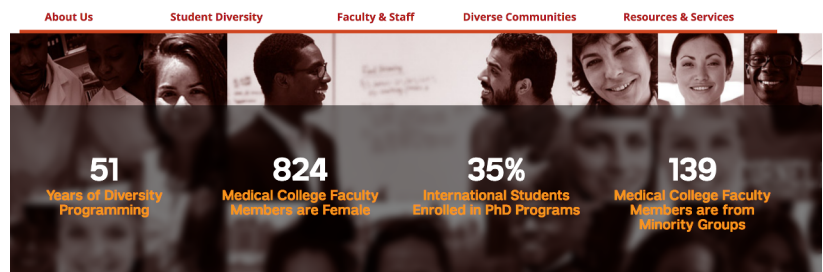 About Us Student Diversity Faculty & Staff Diverse Communities Resources & Services
51
Years of Diversity
Programming
824
Medical College Faculty
Members are Female
35%
International Students
Enrolled in PhD Programs
139
Medical College Faculty
Members are from
Minority Groups